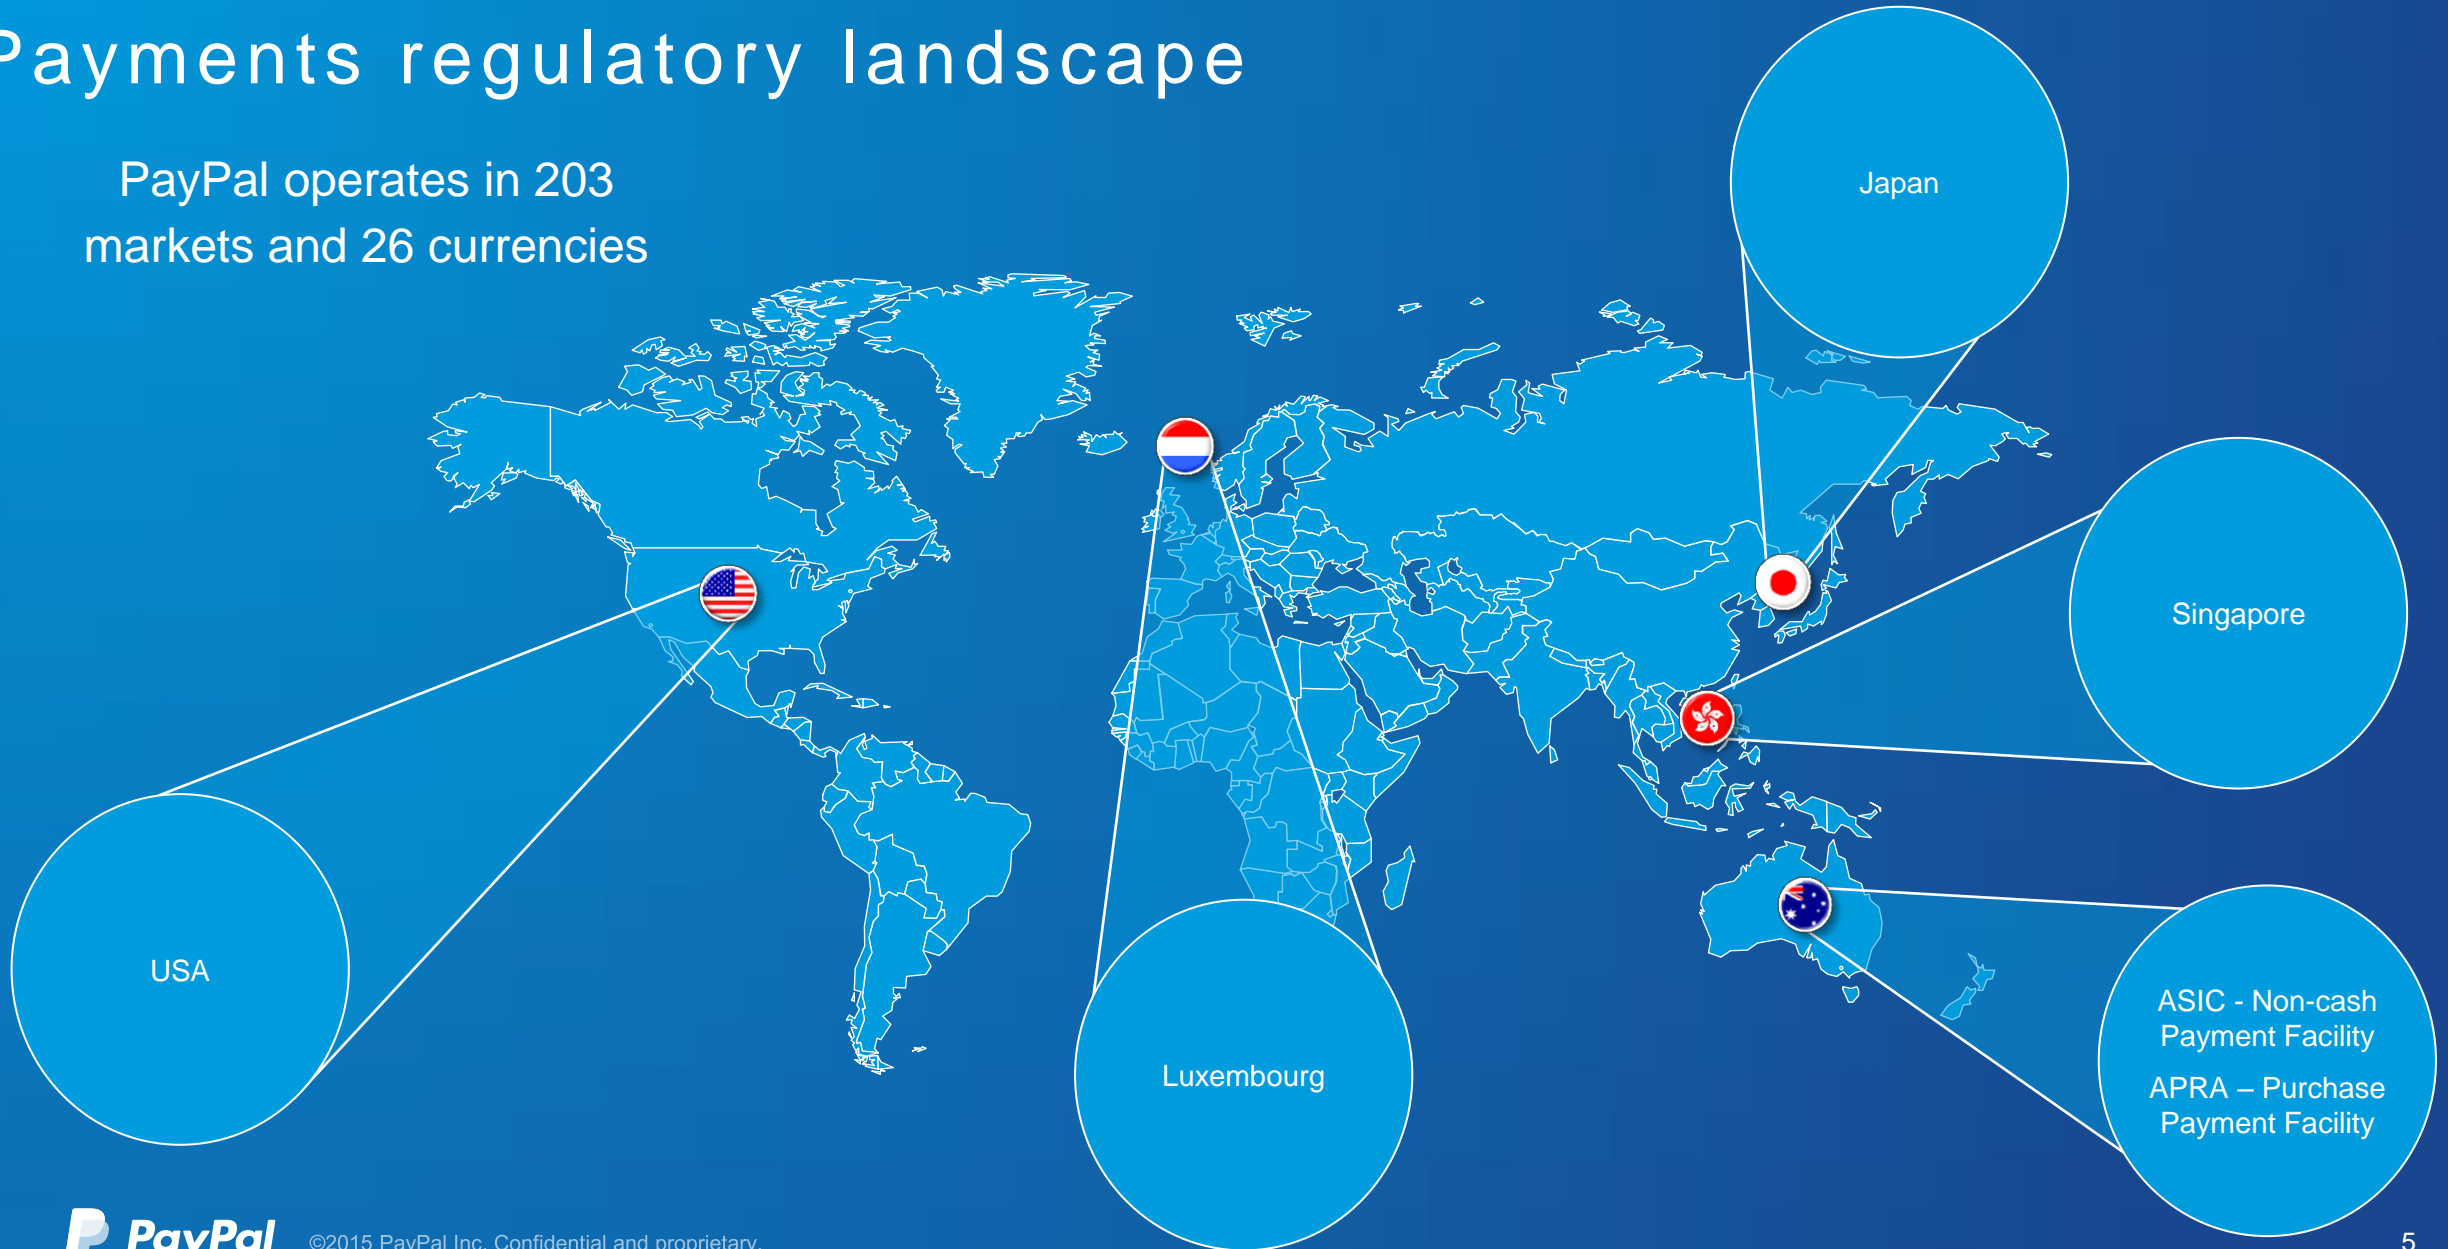 Payments regulatory landscape
PayPal operates in 203
markets and 26 currencies
Japan
Singapore
USA
Luxembourg
ASIC - Non-cash
Payment Facility
APRA – Purchase
Payment Facility
PayPal
©2015 PayPal Inc. Confidential and proprietary.
5